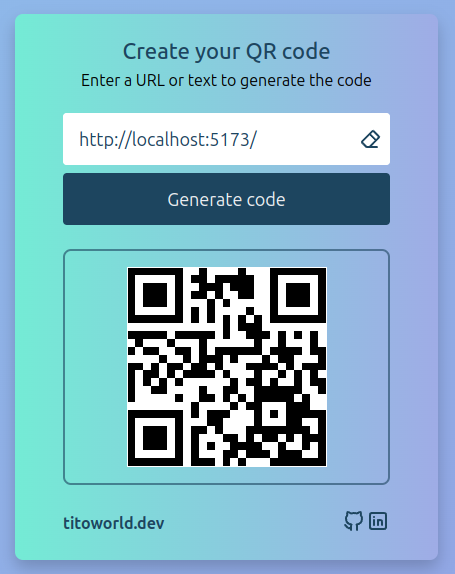 Create your QR code
Enter a URL or text to generate the code
http://localhost:5173/
Generate code
titoworld.dev
in